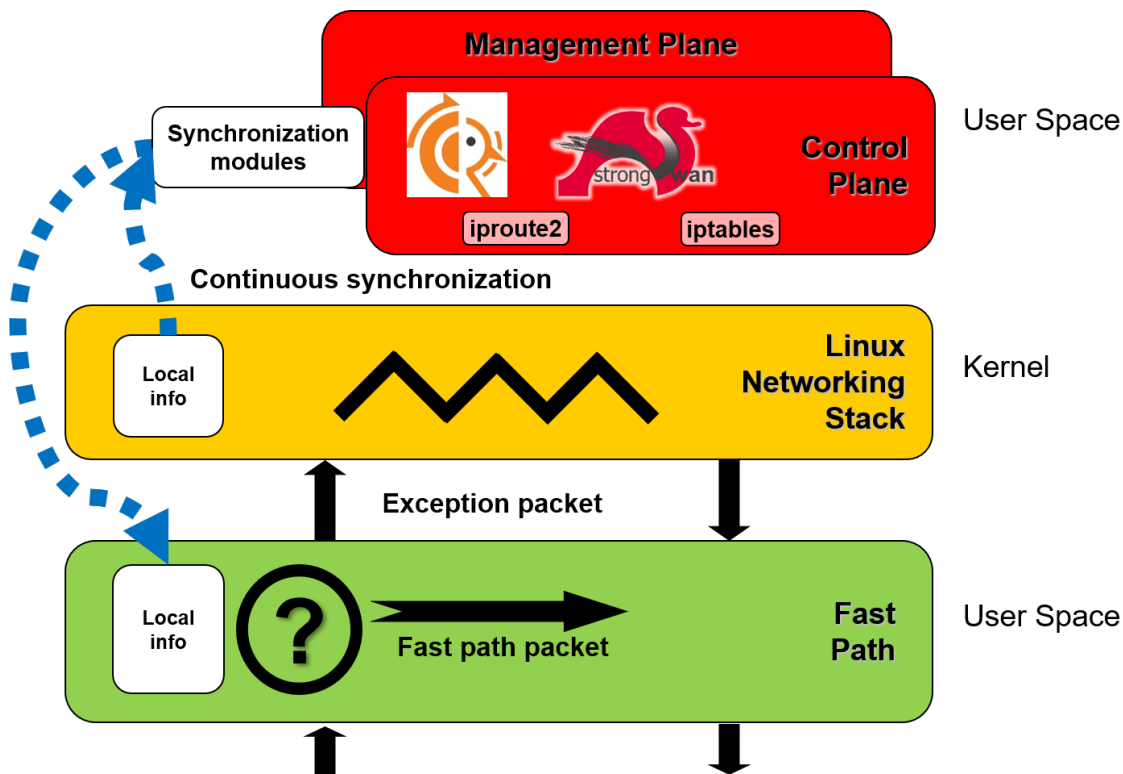 Management Plane
User Space
Synchronization
modules
Control
Plane
strong wan
iproute2
iptables
Continuous synchronization
Linux
Networking
Stack
Kernel
Local
info
Exception packet
Local
info
?
Fast path packet
Fast
Path
User Space